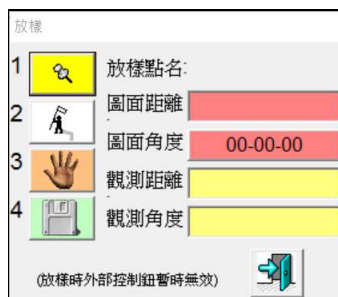 放樣
1 放樣點名:
2 圖面距離
圖面角度 00-00-00
3 觀測距離
4 觀測角度
(放樣時外部控制鈕暫時無效)